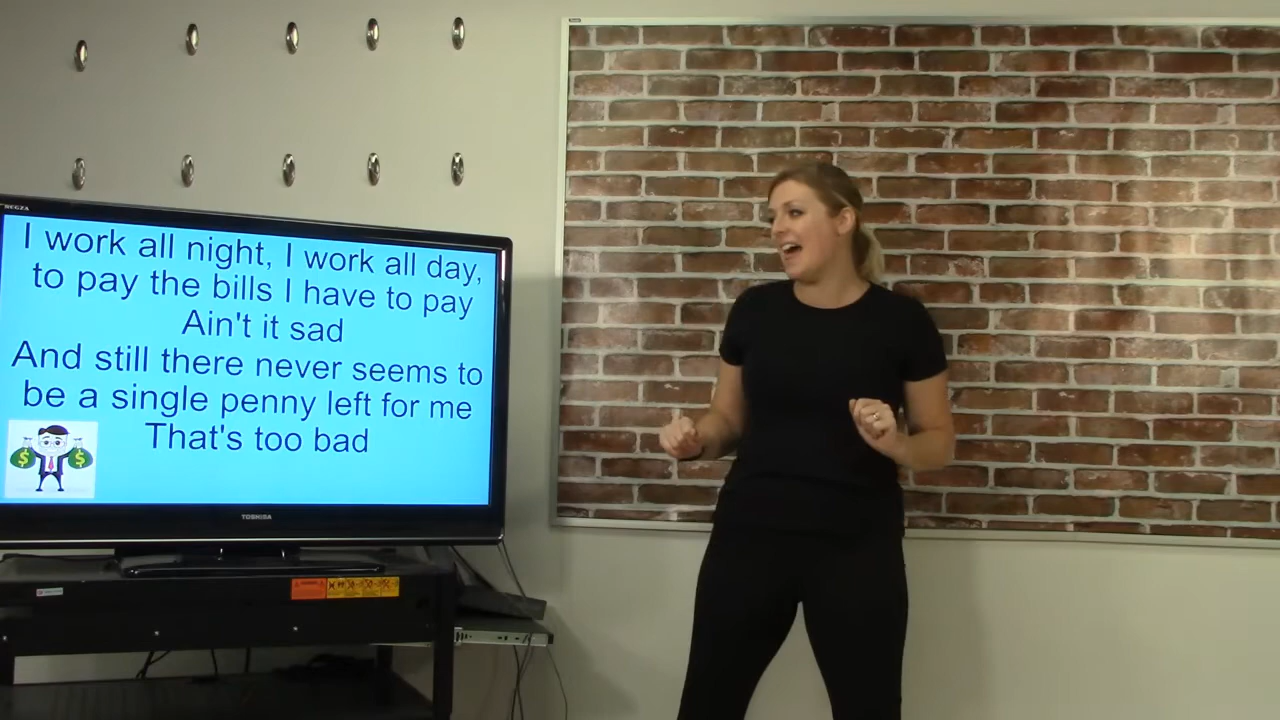 REGZA
I work all night, I work all day,
to pay the bills I have to pay
Ain't it sad
And still there never seems to
be a single penny left for me
That's too bad
$ $
TOSHIBA